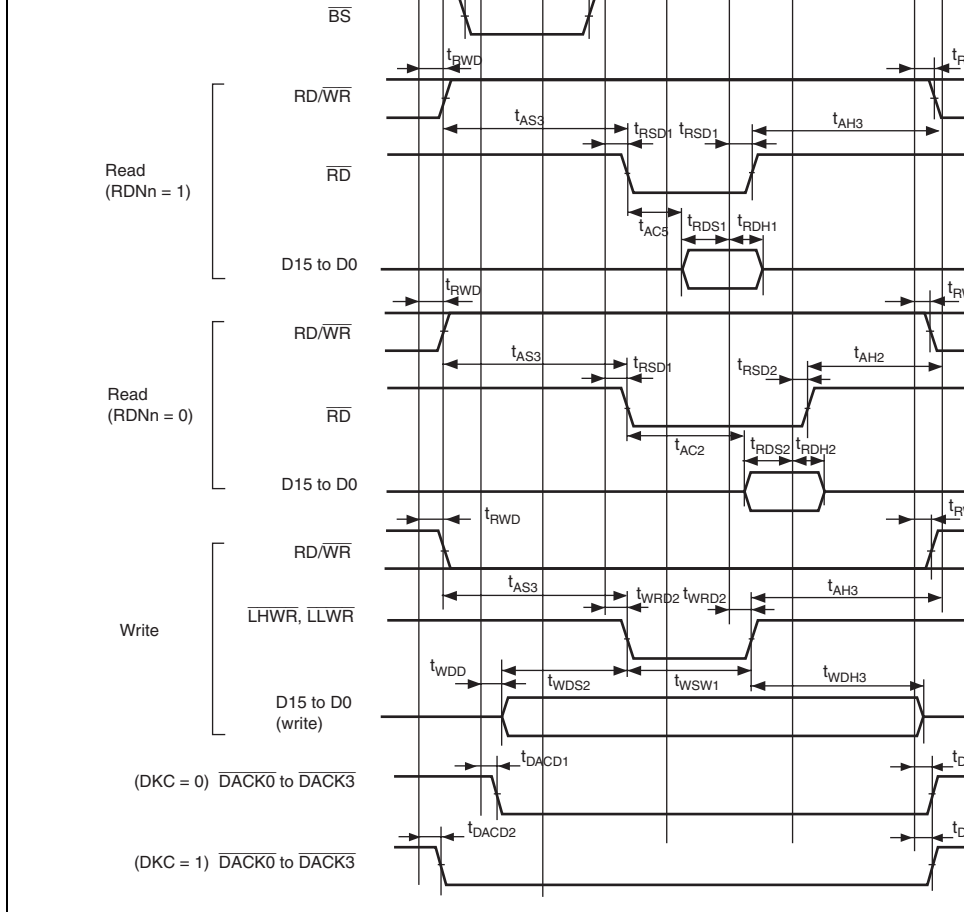 BS
tRWD
RD/WR
tAS3
tRSD1 tRSD1
tAH3
Read
(RDNn = 1)
RD
tAC5
tRDS1 tRDH1
D15 to D0
tRWD
RD/WR
tAS3
tRSD1
tRSD2
tAH2
Read
(RDNn = 0)
RD
tAC2
tRDS2 tRDH2
D15 to D0
tRWD
RD/WR
tAS3
tWRD2 tWRD2
tAH3
LHWR, LLWR
Write
tWDD
tWDS2
tWSW1
tWDH3
D15 to D0
(write)
tDACD1
(DKC = 0) DACK0 to DACK3
tDACD2
(DKC = 1) DACK0 to DACK3